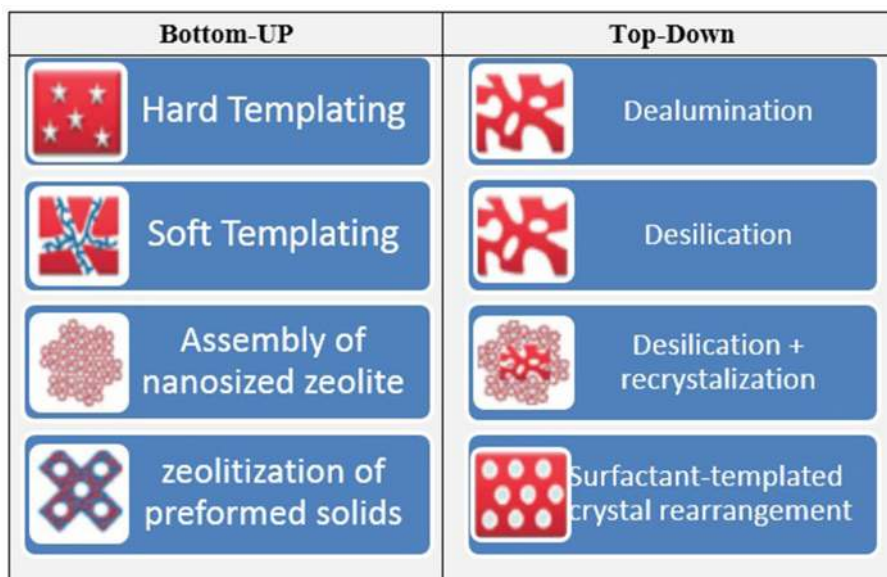 Bottom-UP
Top-Down
Hard Templating
Dealumination
Soft Templating
Desilication
Assembly of
nanosized zeolite
Desilication +
recrystalization
zeolitization of
preformed solids
Surfactant-templated
crystal rearrangement